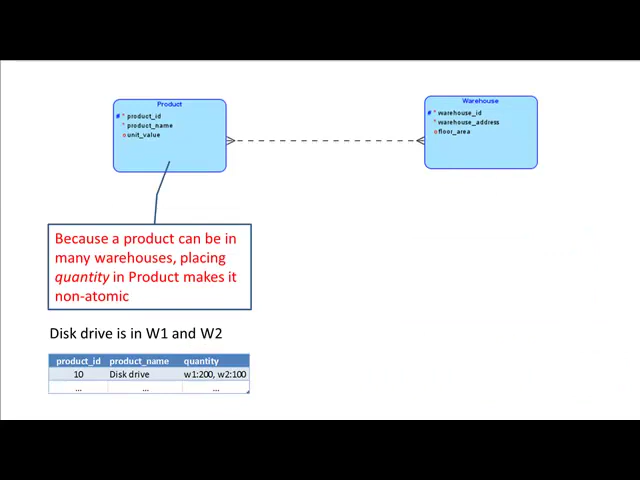 Product
# * product_id
* product_name
o unit_value
Warehouse
# * warehouse_id
* warehouse_address
o floor_area
Because a product can be in
many warehouses, placing
quantity in Product makes it
non-atomic
Disk drive is in W1 and W2
product_id product_name quantity
10 Disk drive w1:200, w2:100
... ... ...